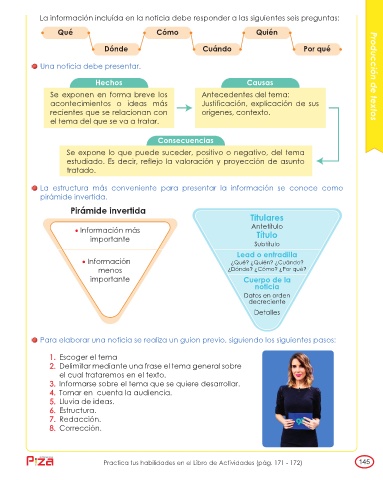 La información incluida en la noticia debe responder a las siguientes seis preguntas:
Qué
Cómo
Quién
Dónde
Cuándo
Por qué
Producción de textos
Una noticia debe presentar.
Hechos
Se exponen en forma breve los
acontecimientos o ideas más
recientes que se relacionan con
el tema del que se va a tratar.
Causas
Antecedentes del tema:
Justificación, explicación de sus
orígenes, contexto.
Consecuencias
Se expone lo que puede suceder, positivo o negativo, del tema
estudiado. Es decir, reflejo la valoración y proyección de asunto
tratado.
La estructura más conveniente para presentar la información se conoce como
pirámide invertida.
Pirámide invertida
• Información más
importante
• Información
menos
importante
Titulares
Antetítulo
Título
Subtítulo
Lead o entradilla
¿Qué? ¿Quién? ¿Cuándo?
¿Dónde? ¿Cómo? ¿Por qué?
Cuerpo de la
noticia
Datos en orden
decreciente
Detalles
Para elaborar una noticia se realiza un guion previo, siguiendo los siguientes pasos:
1. Escoger el tema
2. Delimitar mediante una frase el tema general sobre
el cual trataremos en el texto.
3. Informarse sobre el tema que se quiere desarrollar.
4. Tomar en cuenta la audiencia.
5. Lluvia de ideas.
6. Estructura.
7. Redacción.
8. Corrección.
Practica tus habilidades en el Libro de Actividades (pág. 171 - 172)
145